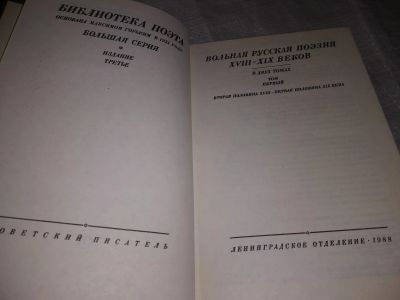 БИБЛИОТЕКА ПОЭТА
ОСНОВАНА МАКСИМОМ ГОРЬКИМ В 1931 ГОДУ
БОЛЬШАЯ СЕРИЯ
ИЗДАНИЕ
ТРЕТЬЕ
ОВЕТСКИЙ ПИСАТЕЛЬ
ВОЛЬНАЯ РУССКАЯ ПОЭЗИЯ
XVIII–XIX ВЕКОВ
В ДВУХ ТОМАХ
ТОМ
ПЕРВЫЙ
ВТОРАЯ ПОЛОВИНА XVIII – ПЕРВАЯ ПОЛОВИНА XIX ВЕКА
ЛЕНИНГРАДСКОЕ ОТДЕЛЕНИЕ · 1988